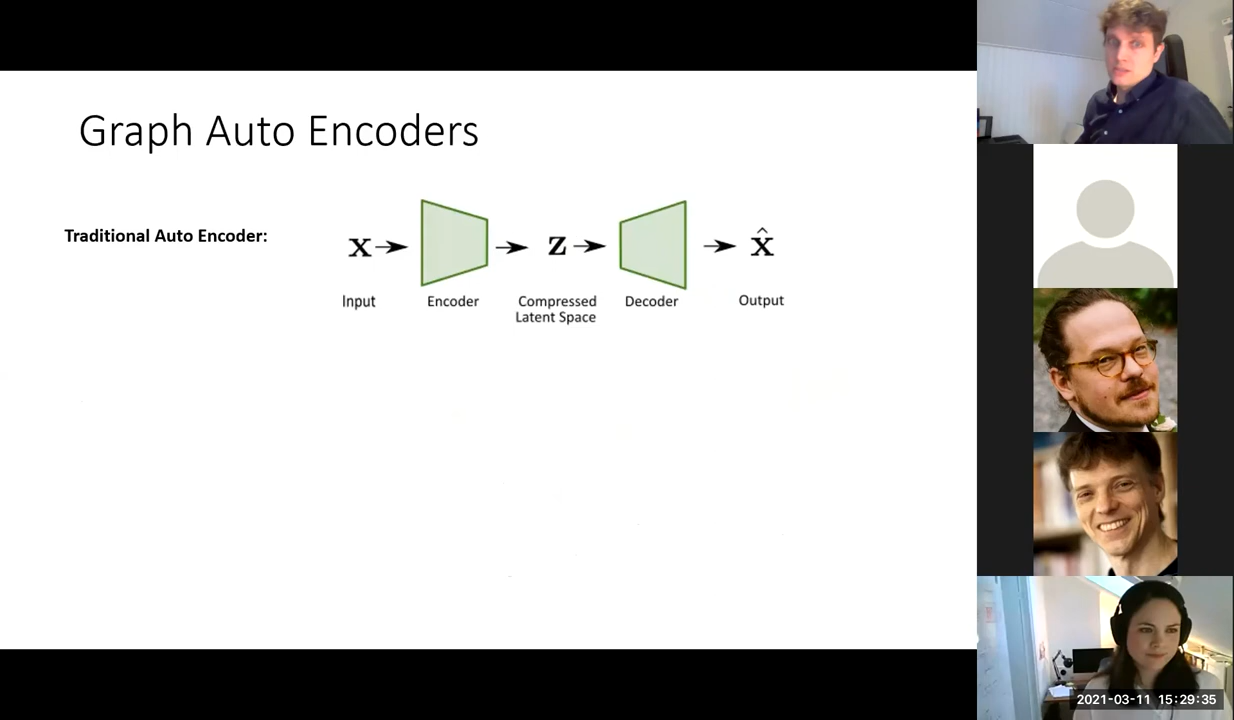 Graph Auto Encoders
Traditional Auto Encoder:
x z x̂
Input Encoder Compressed Decoder Output
Latent Space
2021-03-11 15:29:35